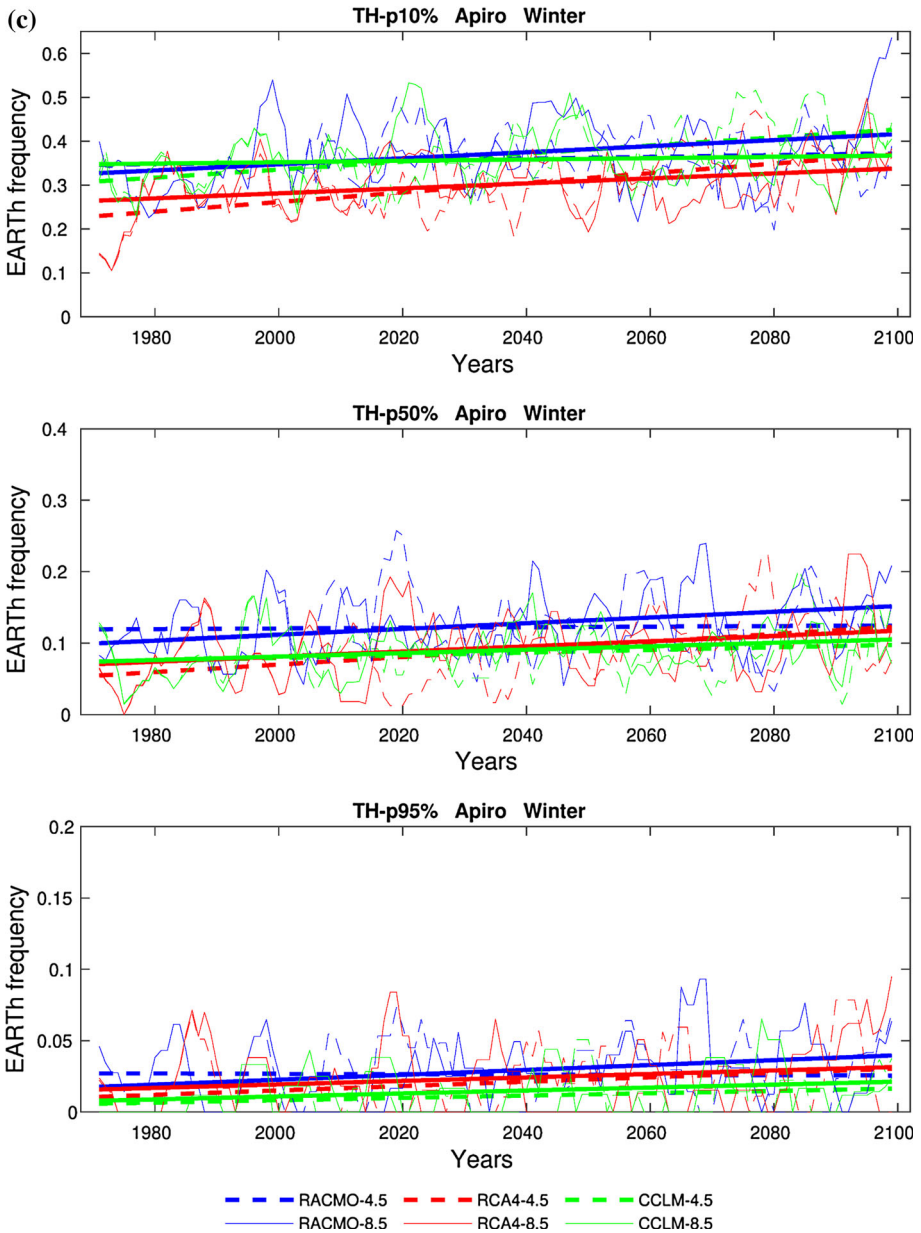 (c)
TH-p10% Apiro Winter
EARTh frequency
0.6
0.5
0.4
0.3
0.2
0.1
0
1980 2000 2020 2040 2060 2080 2100
Years
TH-p50% Apiro Winter
EARTh frequency
0.4
0.3
0.2
0.1
0
1980 2000 2020 2040 2060 2080 2100
Years
TH-p95% Apiro Winter
EARTh frequency
0.2
0.15
0.1
0.05
0
1980 2000 2020 2040 2060 2080 2100
Years
RACMO-4.5 RCA4-4.5 CCLM-4.5
RACMO-8.5 RCA4-8.5 CCLM-8.5